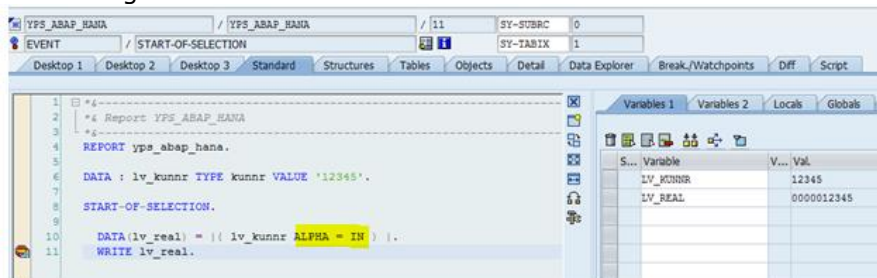 YPS_ABAP_HANA / YPS_ABAP_HANA / 11 SY-SUBRC 0
EVENT / START-OF-SELECTION SY-TABIX 1
Desktop 1 Desktop 2 Desktop 3 Standard Structures Tables Objects Detail Data Explorer Break./Watchpoints Diff Script
Variables 1 Variables 2 Locals Globals
S... Variable V... Val.
LV_KUNNR 12345
LV_REAL 0000012345
1 *&---------------------------------------------------------------------
2 *& Report YPS_ABAP_HANA
3 *&---------------------------------------------------------------------
4 REPORT yps_abap_hana.
5
6 DATA : lv_kunnr TYPE kunnr VALUE '12345'.
7
8 START-OF-SELECTION.
9
10 DATA(lv_real) = |{ lv_kunnr ALPHA = IN } |.
11 WRITE lv_real.